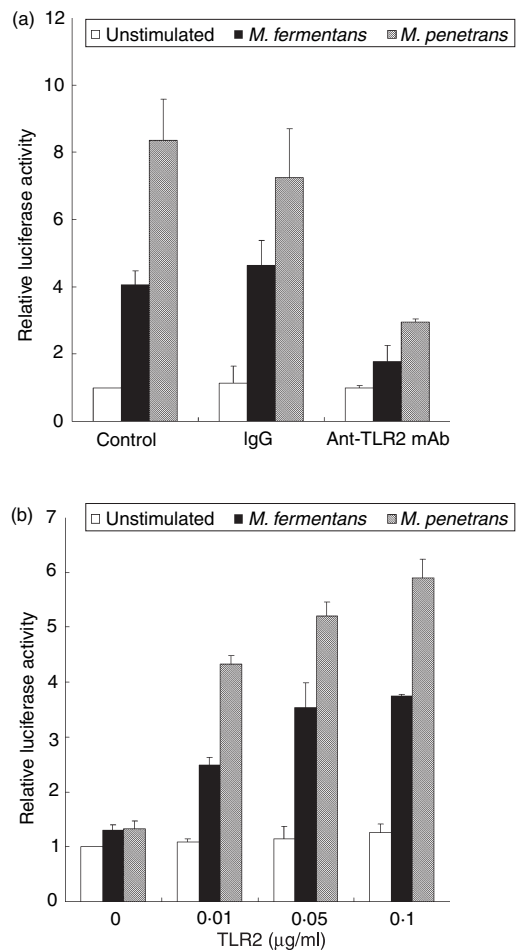 (a)
12
Unstimulated M. fermentans M. penetrans
10
8
6
4
2
0
Relative luciferase activity
Control IgG Ant-TLR2 mAb
(b)
7
Unstimulated M. fermentans M. penetrans
6
5
4
3
2
1
0
Relative luciferase activity
0 0·01 0·05 0·1
TLR2 (μg/ml)